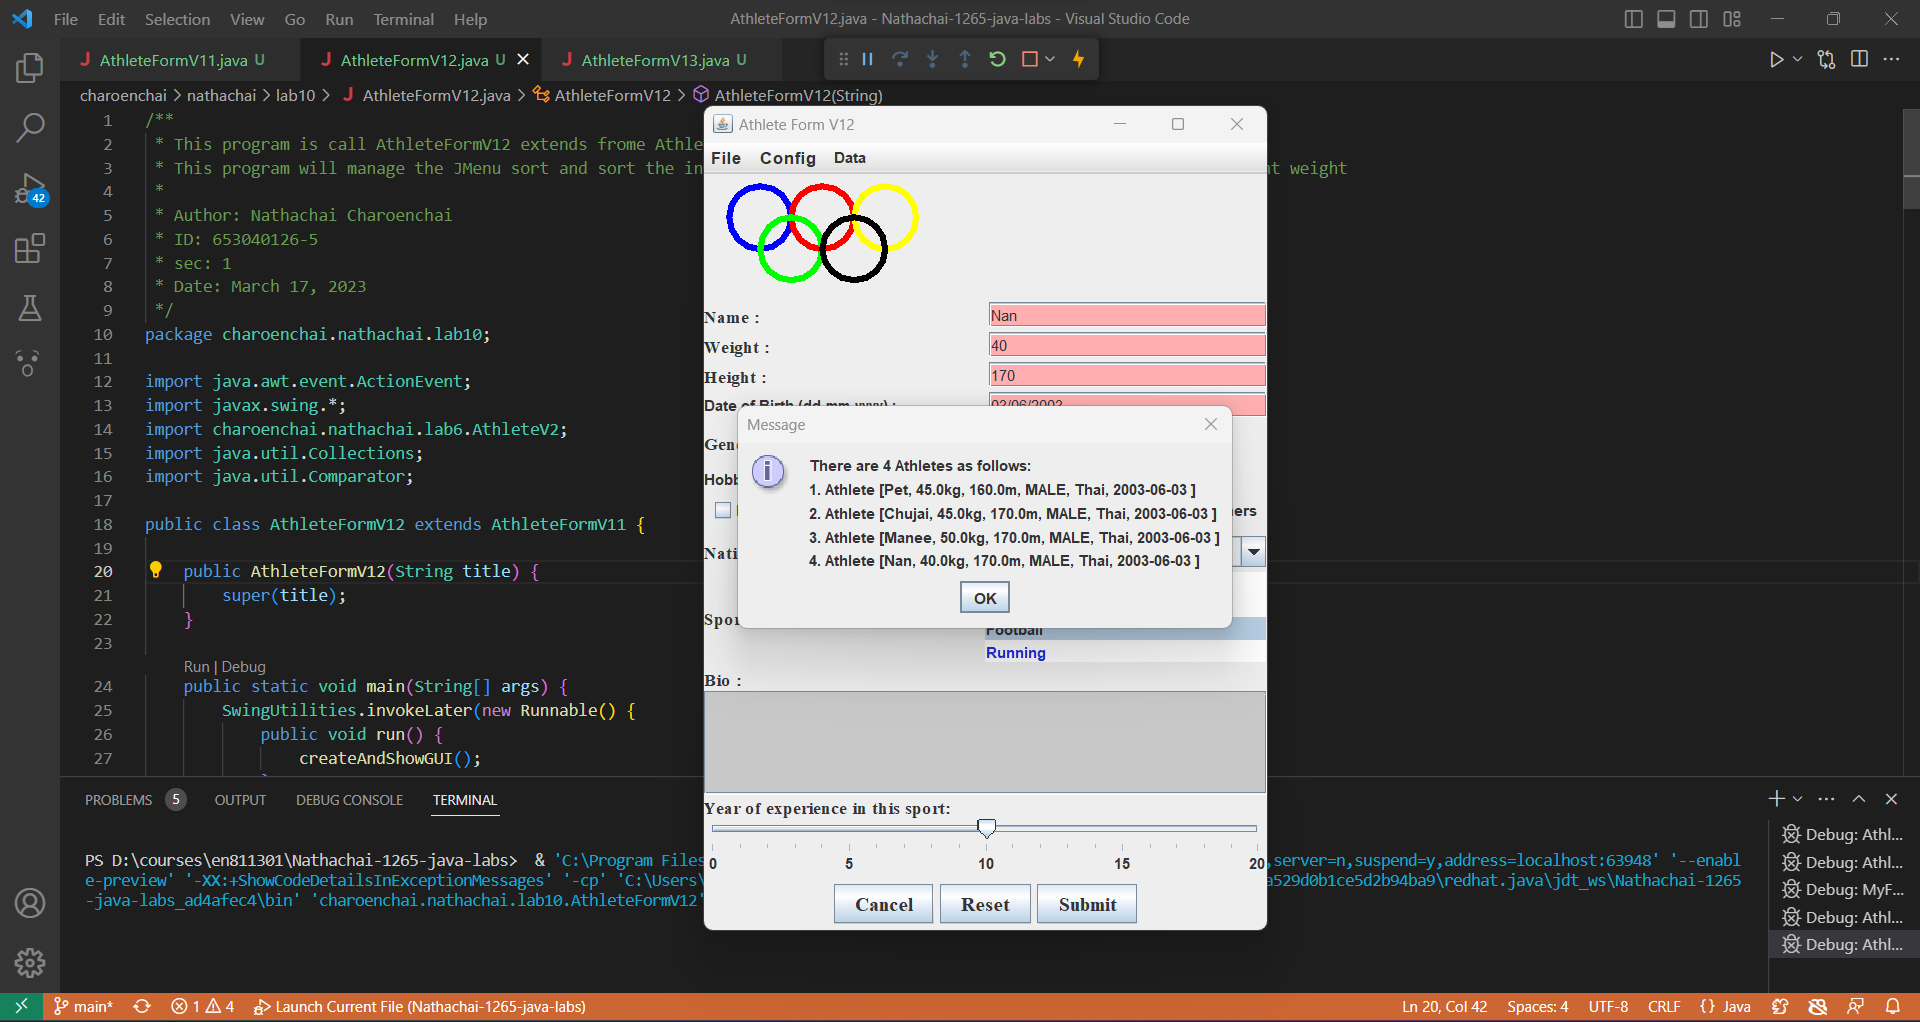 File Edit Selection View Go Run Terminal Help
AthleteFormV12.java - Nathachai-1265-java-labs - Visual Studio Code
AthleteFormV11.java U
AthleteFormV12.java U
AthleteFormV13.java U
charoenchai > nathachai > lab10 > AthleteFormV12.java > AthleteFormV12 > AthleteFormV12(String)
1 /**
2 * This program is call AthleteFormV12 extends frome Athle
3 * This program will manage the JMenu sort and sort the in
t weight
4 *
5 * Author: Nathachai Charoenchai
6 * ID: 653040126-5
7 * sec: 1
8 * Date: March 17, 2023
9 */
10 package charoenchai.nathachai.lab10;
11
12 import java.awt.event.ActionEvent;
13 import javax.swing.*;
14 import charoenchai.nathachai.lab6.AthleteV2;
15 import java.util.Collections;
16 import java.util.Comparator;
17
18 public class AthleteFormV12 extends AthleteFormV11 {
19
20 public AthleteFormV12(String title) {
21 super(title);
22 }
23
Run | Debug
24 public static void main(String[] args) {
25 SwingUtilities.invokeLater(new Runnable() {
26 public void run() {
27 createAndShowGUI();
42
Athlete Form V12
File Config Data
Name : Nan
Weight : 40
Height : 170
Date of Birth (dd-mm-yyyy) : 03/06/2003
Gen
Hobb
ers
Nati
Spor
Football
Running
Bio :
Year of experience in this sport:
0 5 10 15 20
Cancel Reset Submit
Message
There are 4 Athletes as follows:
1. Athlete [Pet, 45.0kg, 160.0m, MALE, Thai, 2003-06-03 ]
2. Athlete [Chujai, 45.0kg, 170.0m, MALE, Thai, 2003-06-03 ]
3. Athlete [Manee, 50.0kg, 170.0m, MALE, Thai, 2003-06-03 ]
4. Athlete [Nan, 40.0kg, 170.0m, MALE, Thai, 2003-06-03 ]
OK
PROBLEMS 5 OUTPUT DEBUG CONSOLE TERMINAL
PS D:\courses\en811301\Nathachai-1265-java-labs> & 'C:\Program Files ,server=n,suspend=y,address=localhost:63948' '--enabl
e-preview' '-XX:+ShowCodeDetailsInExceptionMessages' '-cp' 'C:\Users\ a529d0b1ce5d2b94ba9\redhat.java\jdt_ws\Nathachai-1265
-java-labs_ad4afec4\bin' 'charoenchai.nathachai.lab10.AthleteFormV12'
Debug: Athl...
Debug: Athl...
Debug: MyF...
Debug: Athl...
Debug: Athl...
main* 1 4 Launch Current File (Nathachai-1265-java-labs)
Ln 20, Col 42 Spaces: 4 UTF-8 CRLF {} Java